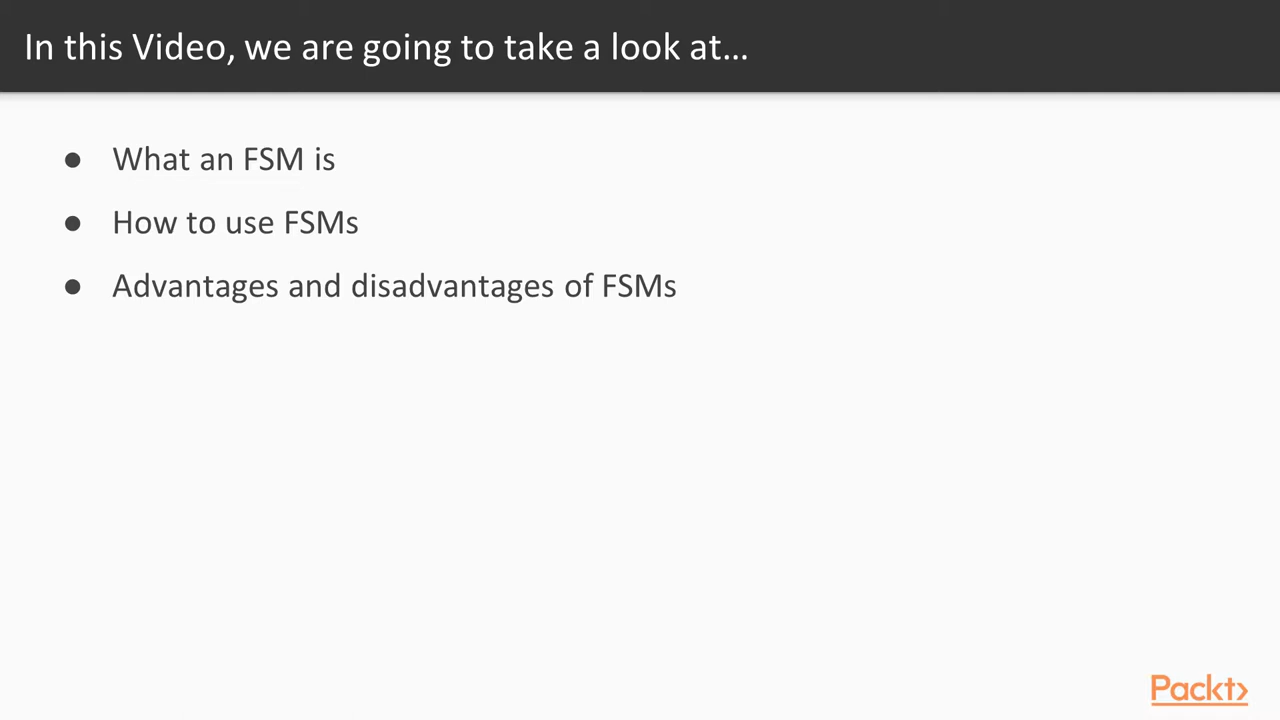 In this Video, we are going to take a look at...
● What an FSM is
● How to use FSMs
● Advantages and disadvantages of FSMs
Packt>